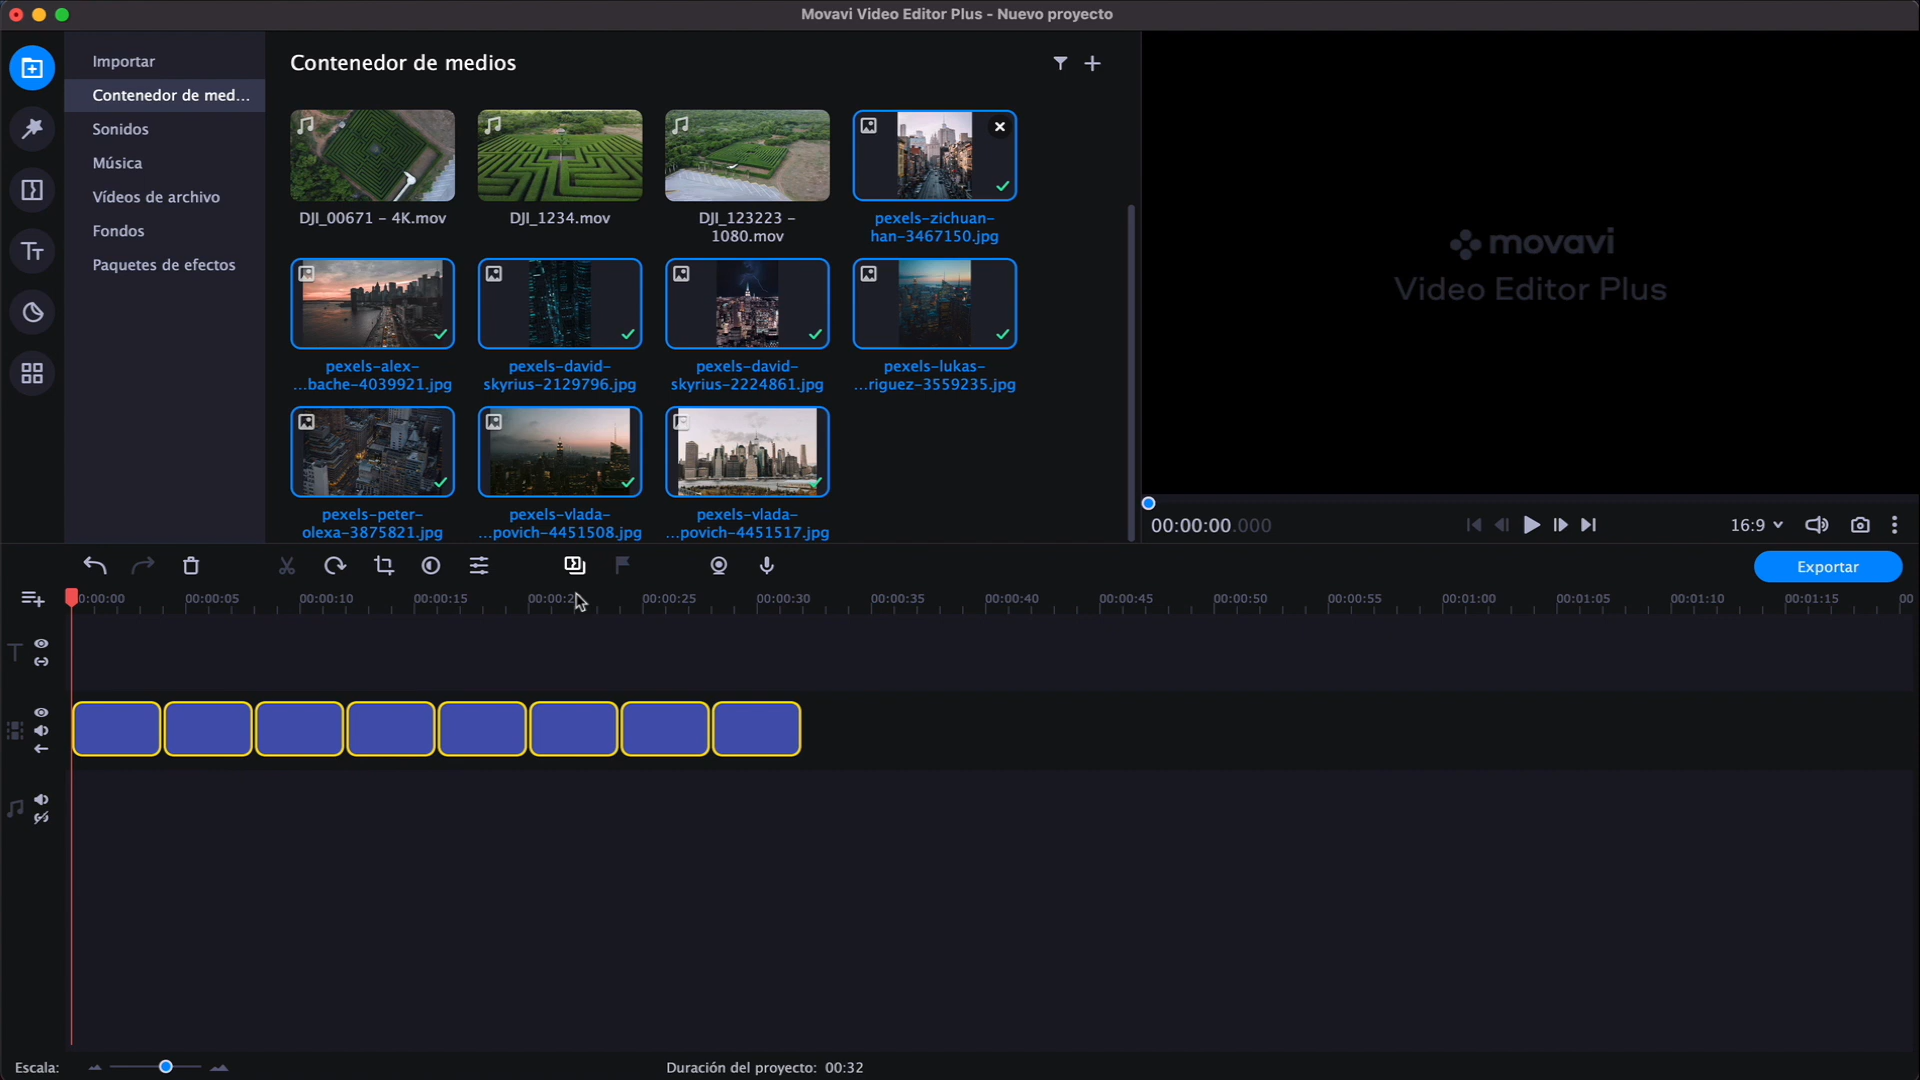 Movavi Video Editor Plus - Nuevo proyecto
Importar
Contenedor de med...
Sonidos
Música
Vídeos de archivo
Fondos
Paquetes de efectos
Contenedor de medios
DJI_00671 - 4K.mov
DJI_1234.mov
DJI_123223 -
1080.mov
pexels-zichuan-
han-3467150.jpg
pexels-alex-
...bache-4039921.jpg
pexels-david-
skyrius-2129796.jpg
pexels-david-
skyrius-2224861.jpg
pexels-lukas-
...riguez-3559235.jpg
pexels-peter-
olexa-3875821.jpg
pexels-vlada-
...povich-4451508.jpg
pexels-vlada-
...povich-4451517.jpg
movavi
Video Editor Plus
00:00:00.000
16:9
Exportar
0:00:00 00:00:05 00:00:10 00:00:15 00:00:2 00:00:25 00:00:30 00:00:35 00:00:40 00:00:45 00:00:50 00:00:55 00:01:00 00:01:05 00:01:10 00:01:15 00
Escala:
Duración del proyecto: 00:32